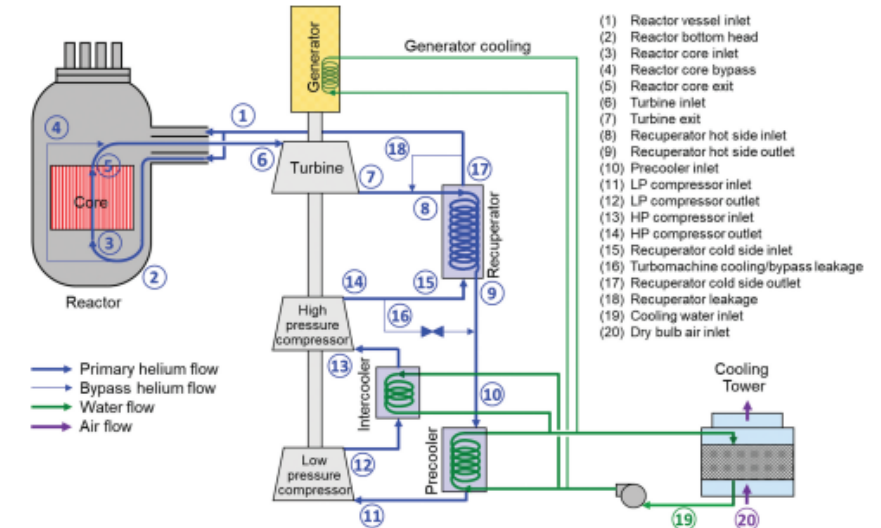 Generator
Generator cooling
(1) Reactor vessel inlet
(2) Reactor bottom head
(3) Reactor core inlet
(4) Reactor core bypass
(5) Reactor core exit
(6) Turbine inlet
(7) Turbine exit
(8) Recuperator hot side inlet
(9) Recuperator hot side outlet
(10) Precooler inlet
(11) LP compressor inlet
(12) LP compressor outlet
(13) HP compressor inlet
(14) HP compressor outlet
(15) Recuperator cold side inlet
(16) Turbomachine cooling/bypass leakage
(17) Recuperator cold side outlet
(18) Recuperator leakage
(19) Cooling water inlet
(20) Dry bulb air inlet
1
4
18
6
5
Turbine
17
7
Core
8
Recuperator
3
2
14
15
9
Reactor
High
pressure
compressor
16
13
Intercooler
10
Primary helium flow
Bypass helium flow
Water flow
Air flow
Cooling
Tower
12
Precooler
Low
pressure
compressor
11
19
20